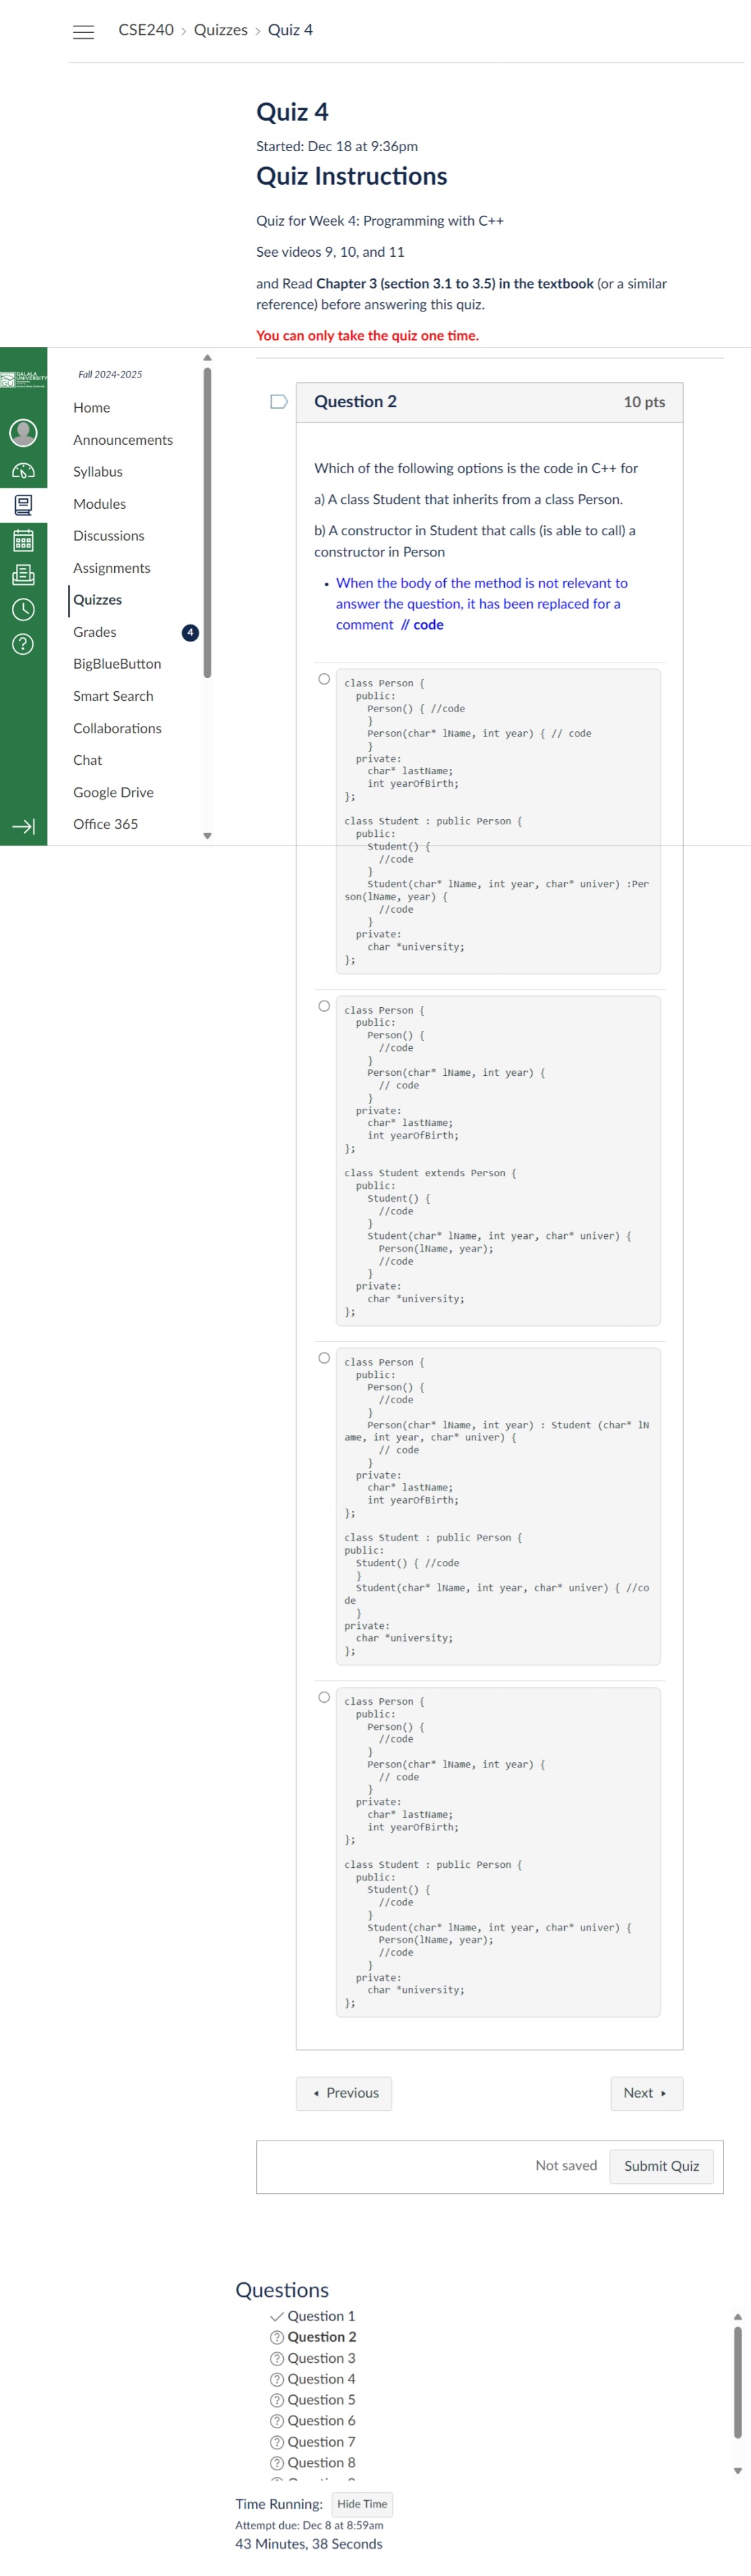 CSE240 > Quizzes > Quiz 4
Quiz 4
Started: Dec 18 at 9:36pm
Quiz Instructions
Quiz for Week 4: Programming with C++
See videos 9, 10, and 11
and Read Chapter 3 (section 3.1 to 3.5) in the textbook (or a similar
reference) before answering this quiz.
You can only take the quiz one time.
GALALA
UNIVERSITY
Fall 2024-2025
Home
Announcements
Syllabus
Modules
Discussions
Assignments
Quizzes
Grades 4
BigBlueButton
Smart Search
Collaborations
Chat
Google Drive
Office 365
Question 2 10 pts
Which of the following options is the code in C++ for
a) A class Student that inherits from a class Person.
b) A constructor in Student that calls (is able to call) a
constructor in Person
• When the body of the method is not relevant to
answer the question, it has been replaced for a
comment // code
class Person {
public:
Person() { //code
}
Person(char* lName, int year) { // code
}
private:
char* lastName;
int yearOfBirth;
};
class Student : public Person {
public:
Student() {
//code
}
Student(char* lName, int year, char* univer) :Per
son(lName, year) {
//code
}
private:
char *university;
};
class Person {
public:
Person() {
//code
}
Person(char* lName, int year) {
// code
}
private:
char* lastName;
int yearOfBirth;
};
class Student extends Person {
public:
Student() {
//code
}
Student(char* lName, int year, char* univer) {
Person(lName, year);
//code
}
private:
char *university;
};
class Person {
public:
Person() {
//code
}
Person(char* lName, int year) : Student (char* lN
ame, int year, char* univer) {
// code
}
private:
char* lastName;
int yearOfBirth;
};
class Student : public Person {
public:
Student() { //code
}
Student(char* lName, int year, char* univer) { //co
de
}
private:
char *university;
};
class Person {
public:
Person() {
//code
}
Person(char* lName, int year) {
// code
}
private:
char* lastName;
int yearOfBirth;
};
class Student : public Person {
public:
Student() {
//code
}
Student(char* lName, int year, char* univer) {
Person(lName, year);
//code
}
private:
char *university;
};
Previous Next
Not saved Submit Quiz
Questions
Question 1
Question 2
Question 3
Question 4
Question 5
Question 6
Question 7
Question 8
Time Running: Hide Time
Attempt due: Dec 8 at 8:59am
43 Minutes, 38 Seconds